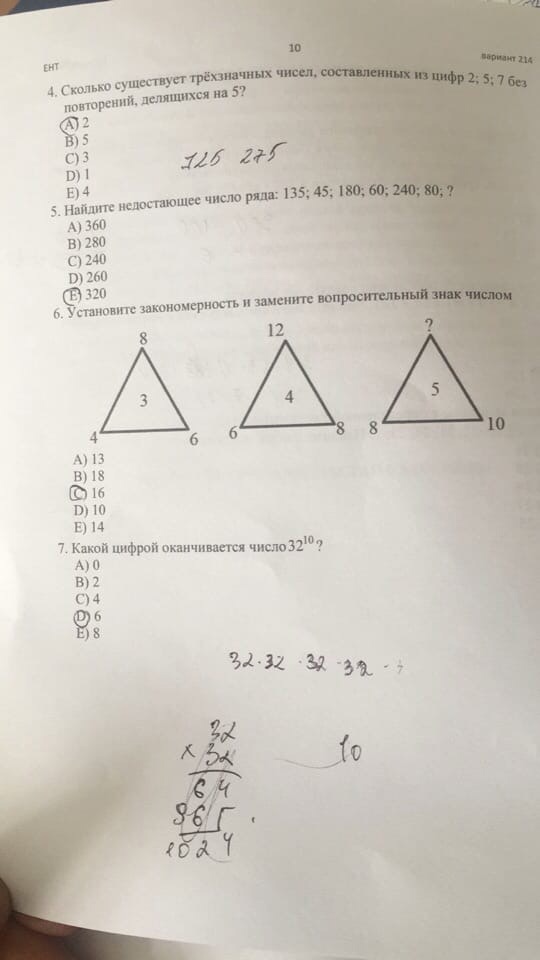 10
ЕНТ
вариант 214
4. Сколько существует трёхзначных чисел, составленных из цифр 2; 5; 7 без
повторений, делящихся на 5?
A) 2
B) 5
C) 3
D) 1
E) 4
725 275
5. Найдите недостающее число ряда: 135; 45; 180; 60; 240; 80; ?
A) 360
B) 280
C) 240
D) 260
E) 320
6. Установите закономерность и замените вопросительный знак числом
8 12 ?
3 4 5
4 6 6 8 8 10
A) 13
B) 18
C) 16
D) 10
E) 14
7. Какой цифрой оканчивается число 32¹⁰?
A) 0
B) 2
C) 4
D) 6
E) 8
32·32·32·32·
32
× 32
10
64
96
1024